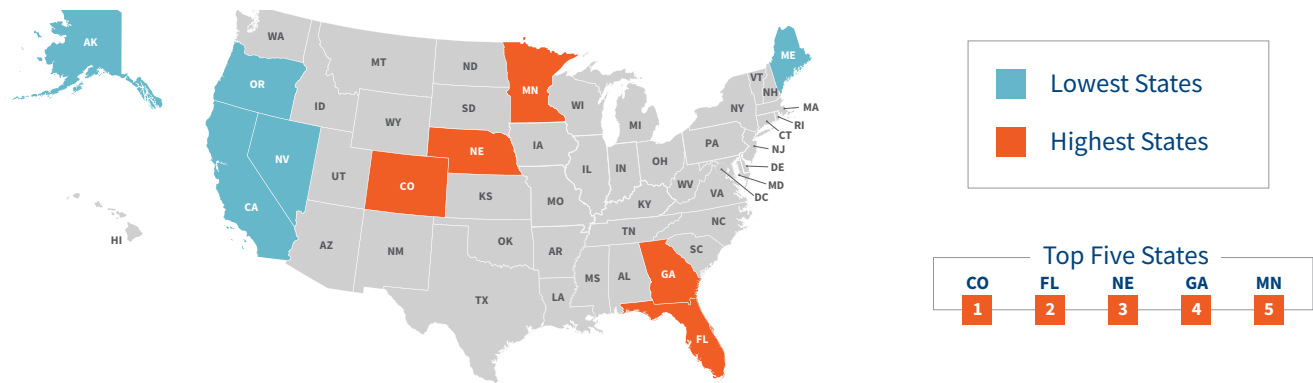 AK
WA
OR
CA
NV
ID
MT
WY
UT
AZ
CO
NM
ND
SD
NE
KS
OK
TX
MN
IA
MO
AR
LA
WI
IL
MI
IN
OH
KY
TN
MS
AL
GA
FL
SC
NC
VA
WV
PA
NY
VT
NH
ME
MA
RI
CT
NJ
DE
MD
DC
HI
Lowest States
Highest States
Top Five States
CO FL NE GA MN
1 2 3 4 5